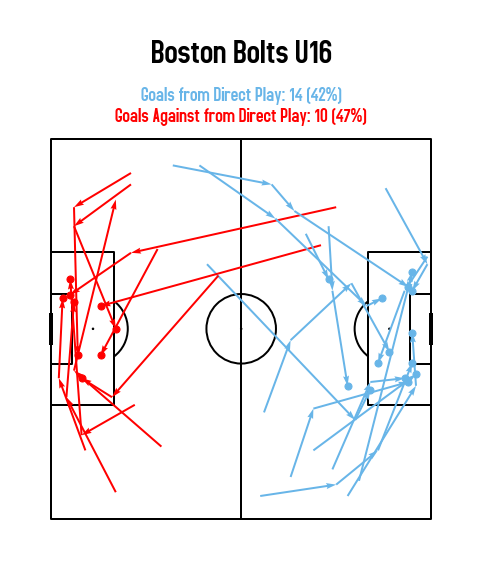 Boston Bolts U16
Goals from Direct Play: 14 (42%)
Goals Against from Direct Play: 10 (47%)